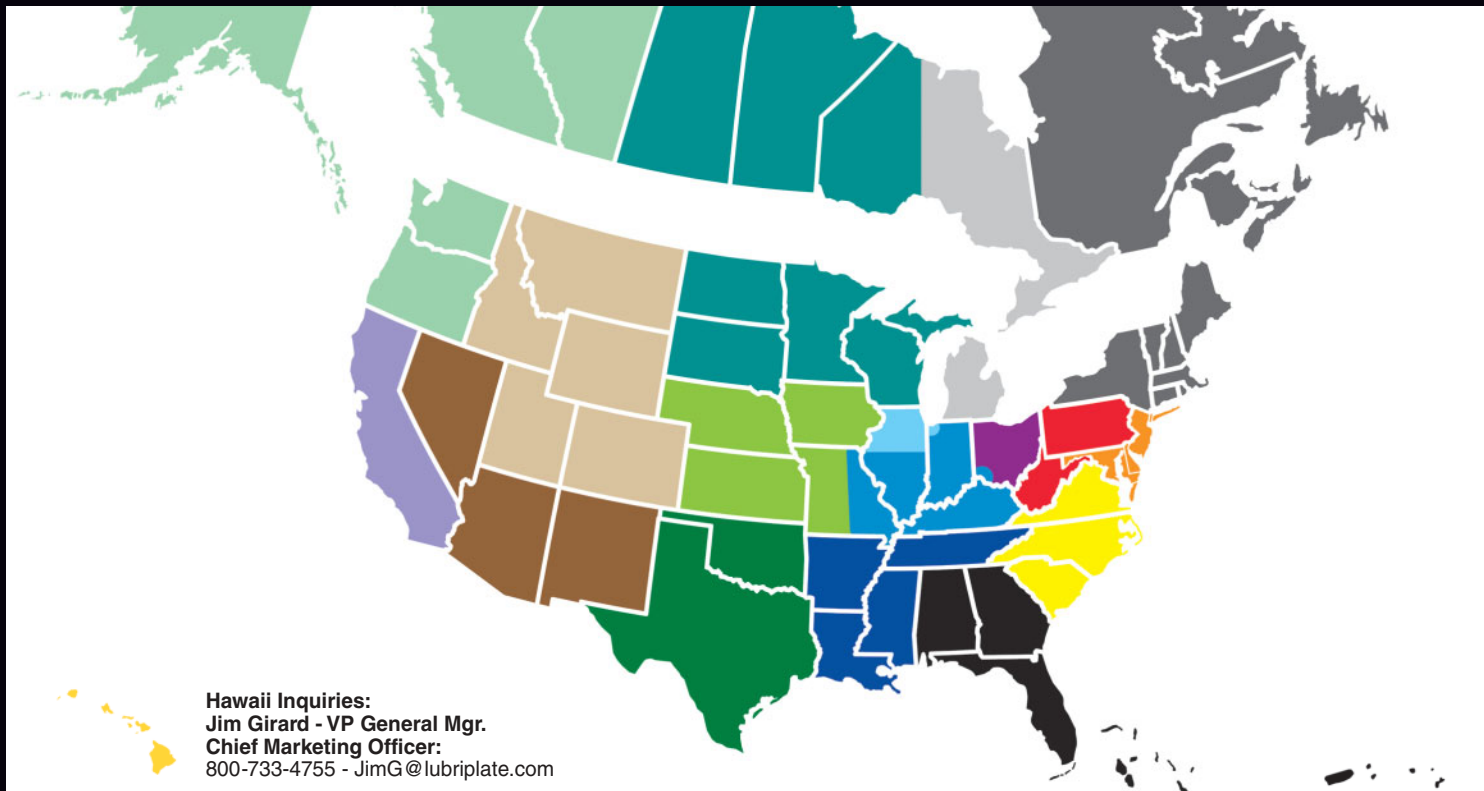 Hawaii Inquiries:
Jim Girard - VP General Mgr.
Chief Marketing Officer:
800-733-4755 - JimG@lubriplate.com